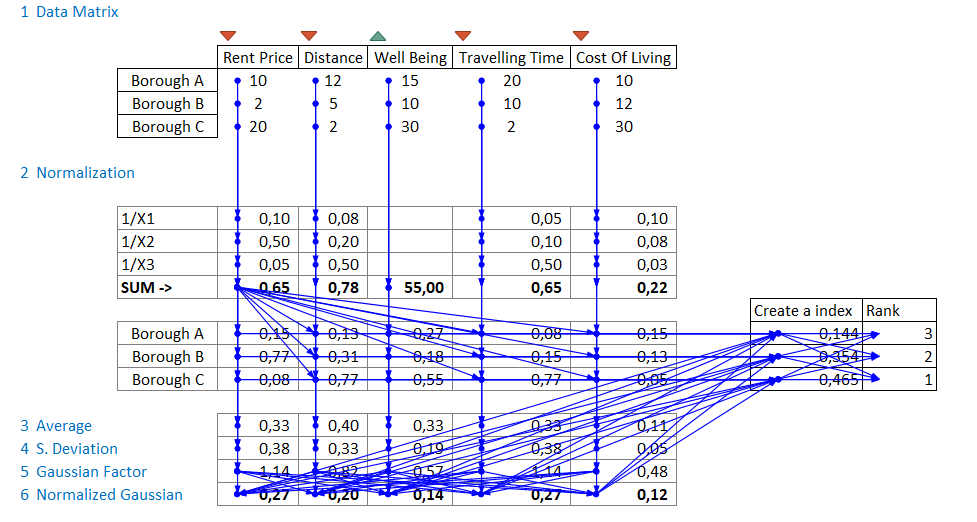 1 Data Matrix
Rent Price Distance Well Being Travelling Time Cost Of Living
Borough A 10 12 15 20 10
Borough B 2 5 10 10 12
Borough C 20 2 30 2 30
2 Normalization
1/X1 0,10 0,08 0,05 0,10
1/X2 0,50 0,20 0,10 0,08
1/X3 0,05 0,50 0,50 0,03
SUM -> 0,65 0,78 55,00 0,65 0,22
Create a index Rank
Borough A 0,15 0,13 0,27 0,08 0,15 0,144 3
Borough B 0,77 0,31 0,18 0,15 0,13 0,354 2
Borough C 0,08 0,77 0,55 0,77 0,05 0,465 1
3 Average 0,33 0,40 0,33 0,33 0,11
4 S. Deviation 0,38 0,33 0,19 0,38 0,05
5 Gaussian Factor 1,14 0,82 0,57 1,14 0,48
6 Normalized Gaussian 0,27 0,20 0,14 0,27 0,12